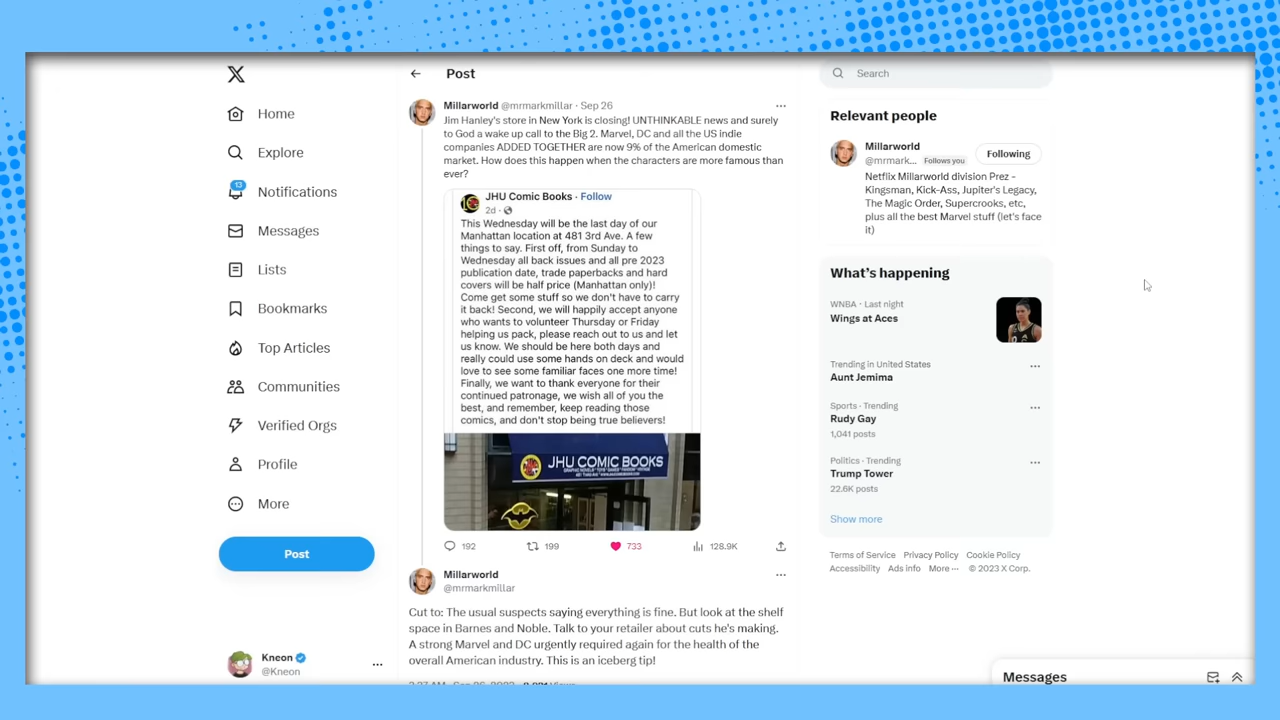 Home
Explore
13
Notifications
Messages
Lists
Bookmarks
Top Articles
Communities
Verified Orgs
Profile
More
Post
Kneon
@Kneon
Post
Millarworld @mrmarkmillar · Sep 26
Jim Hanley's store in New York is closing! UNTHINKABLE news and surely
to God a wake up call to the Big 2. Marvel, DC and all the US indie
companies ADDED TOGETHER are now 9% of the American domestic
market. How does this happen when the characters are more famous than
ever?
JHU Comic Books · Follow
2d ·
This Wednesday will be the last day of our
Manhattan location at 481 3rd Ave. A few
things to say. First off, from Sunday to
Wednesday all back issues and all pre 2023
publication date, trade paperbacks and hard
covers will be half price (Manhattan only)!
Come get some stuff so we don't have to carry
it back! Second, we will happily accept anyone
who wants to volunteer Thursday or Friday
helping us pack, please reach out to us and let
us know. We should be here both days and
really could use some hands on deck and would
love to see some familiar faces one more time!
Finally, we want to thank everyone for their
continued patronage, we wish all of you the
best, and remember, keep reading those
comics, and don't stop being true believers!
JHU COMIC BOOKS
192 199 733 128.9K
Millarworld
@mrmarkmillar
Cut to: The usual suspects saying everything is fine. But look at the shelf
space in Barnes and Noble. Talk to your retailer about cuts he's making.
A strong Marvel and DC urgently required again for the health of the
overall American industry. This is an iceberg tip!
Search
Relevant people
Millarworld
@mrmark... Follows you
Following
Netflix Millarworld division Prez -
Kingsman, Kick-Ass, Jupiter's Legacy,
The Magic Order, Supercrooks, etc,
plus all the best Marvel stuff (let's face
it)
What's happening
WNBA · Last night
Wings at Aces
Trending in United States
Aunt Jemima
Sports · Trending
Rudy Gay
1,041 posts
Politics · Trending
Trump Tower
22.6K posts
Show more
Terms of Service Privacy Policy Cookie Policy
Accessibility Ads info More ··· © 2023 X Corp.
Messages